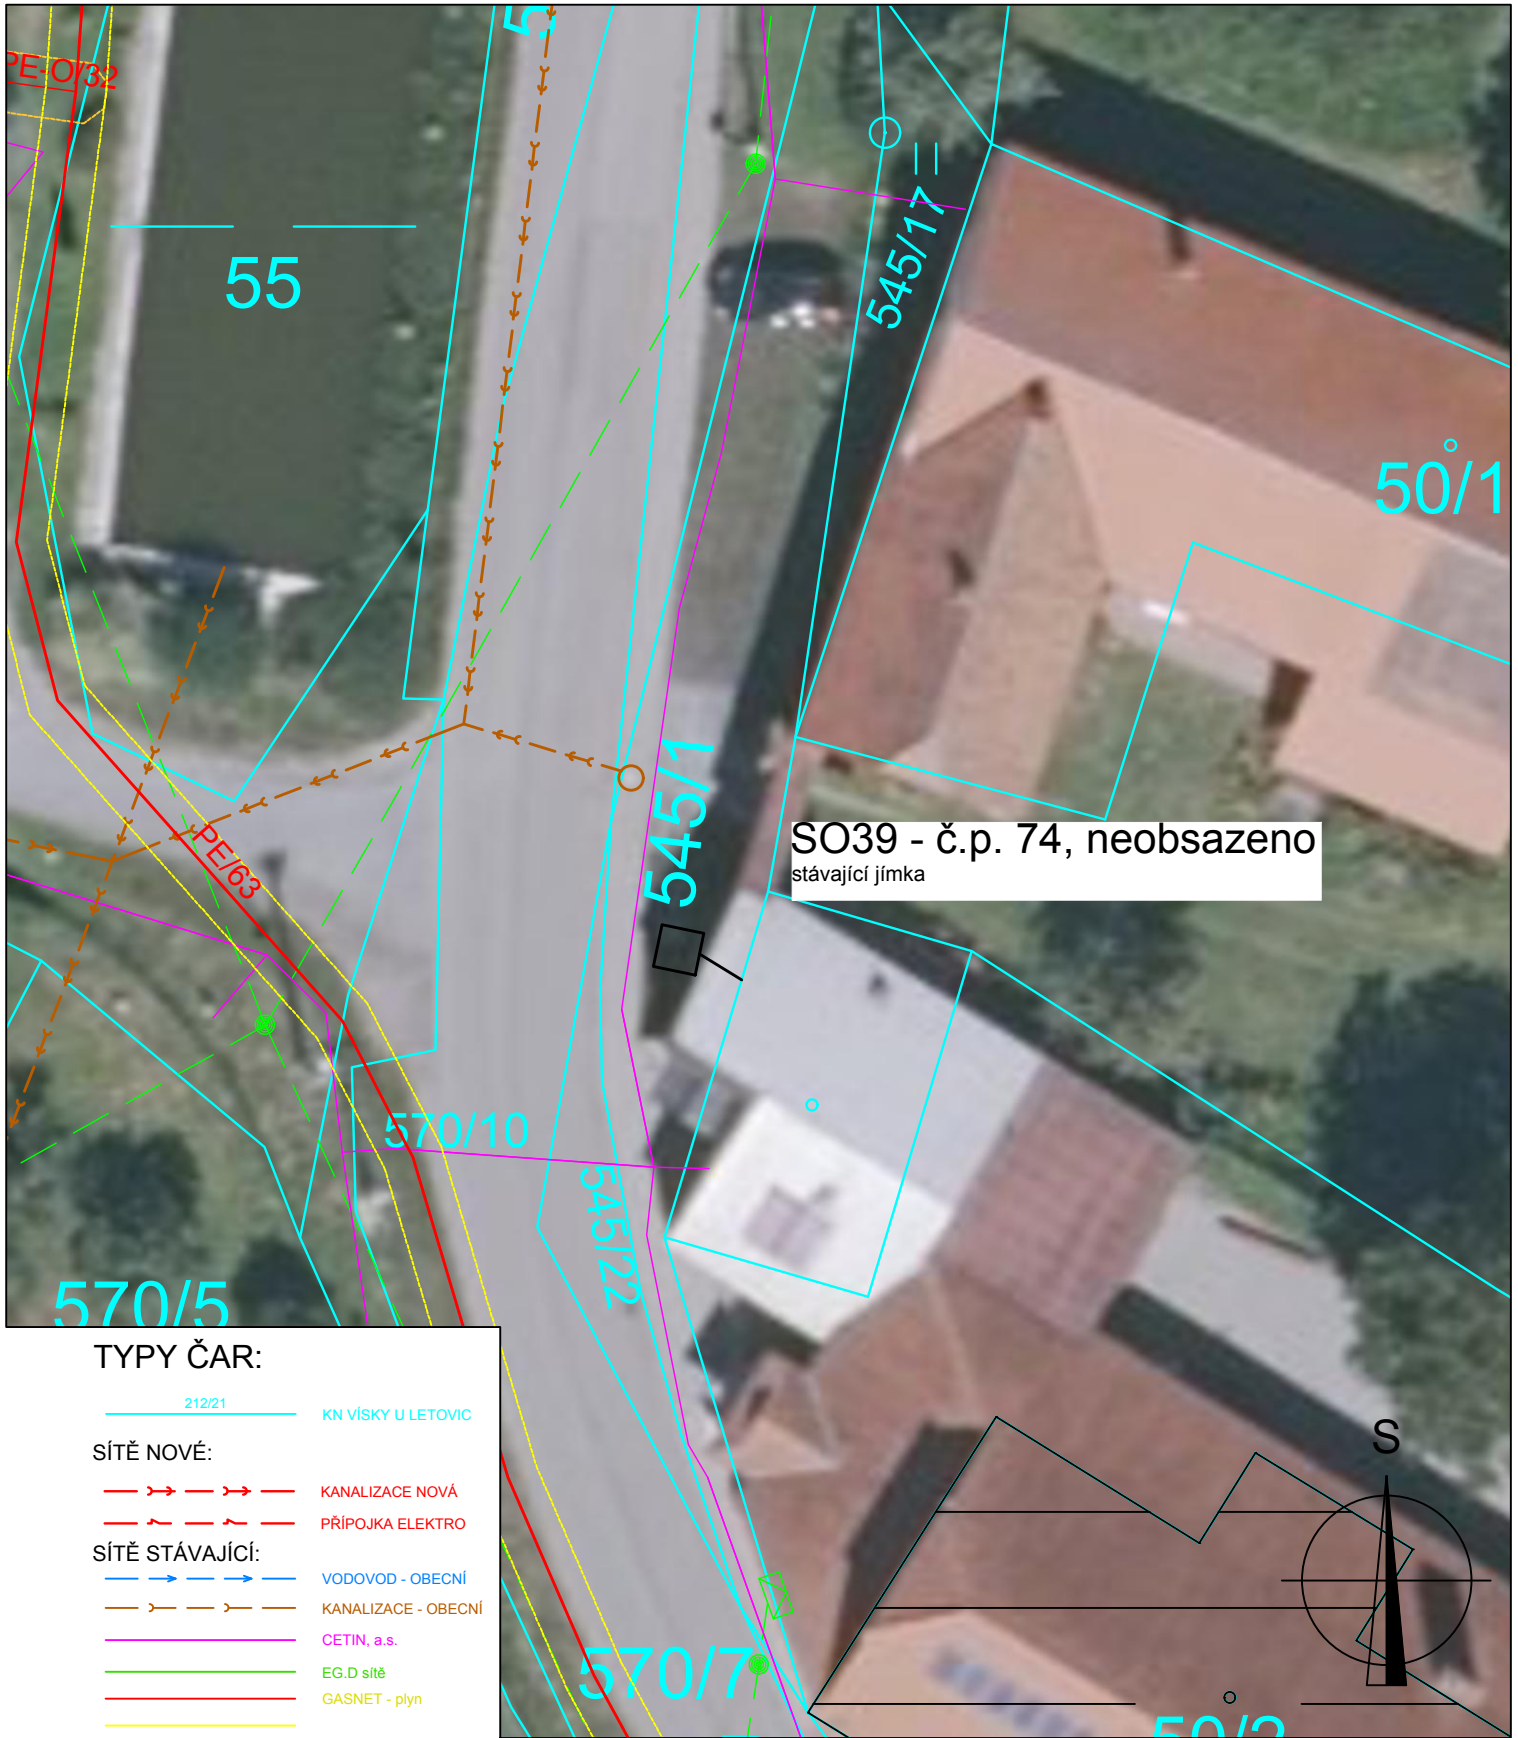 PE-O/32
55
545/17
50/1
545/1
SO39 - č.p. 74, neobsazeno
stávající jímka
PE/63
570/10
545/22
570/5
570/7
50/2
S
TYPY ČAR:
212/21
KN VÍSKY U LETOVIC
SÍTĚ NOVÉ:
KANALIZACE NOVÁ
PŘÍPOJKA ELEKTRO
SÍTĚ STÁVAJÍCÍ:
VODOVOD - OBECNÍ
KANALIZACE - OBECNÍ
CETIN, a.s.
EG.D sítě
GASNET - plyn